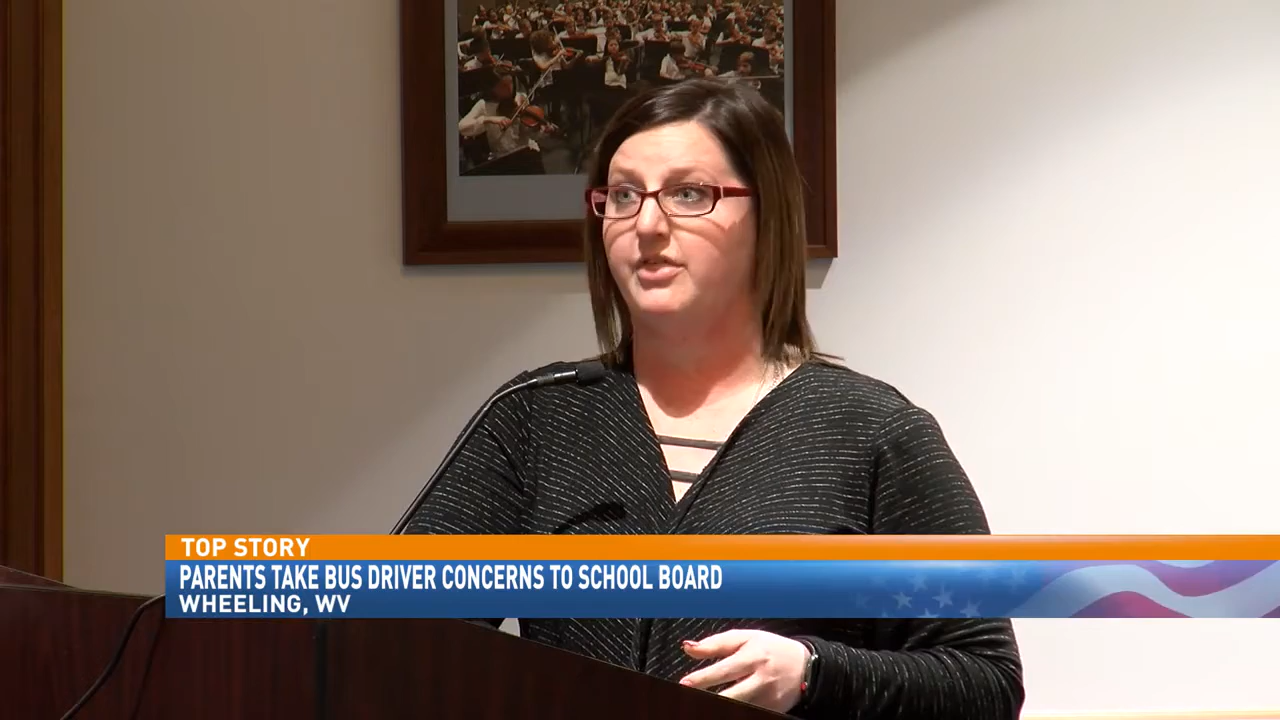 TOP STORY
PARENTS TAKE BUS DRIVER CONCERNS TO SCHOOL BOARD
WHEELING, WV